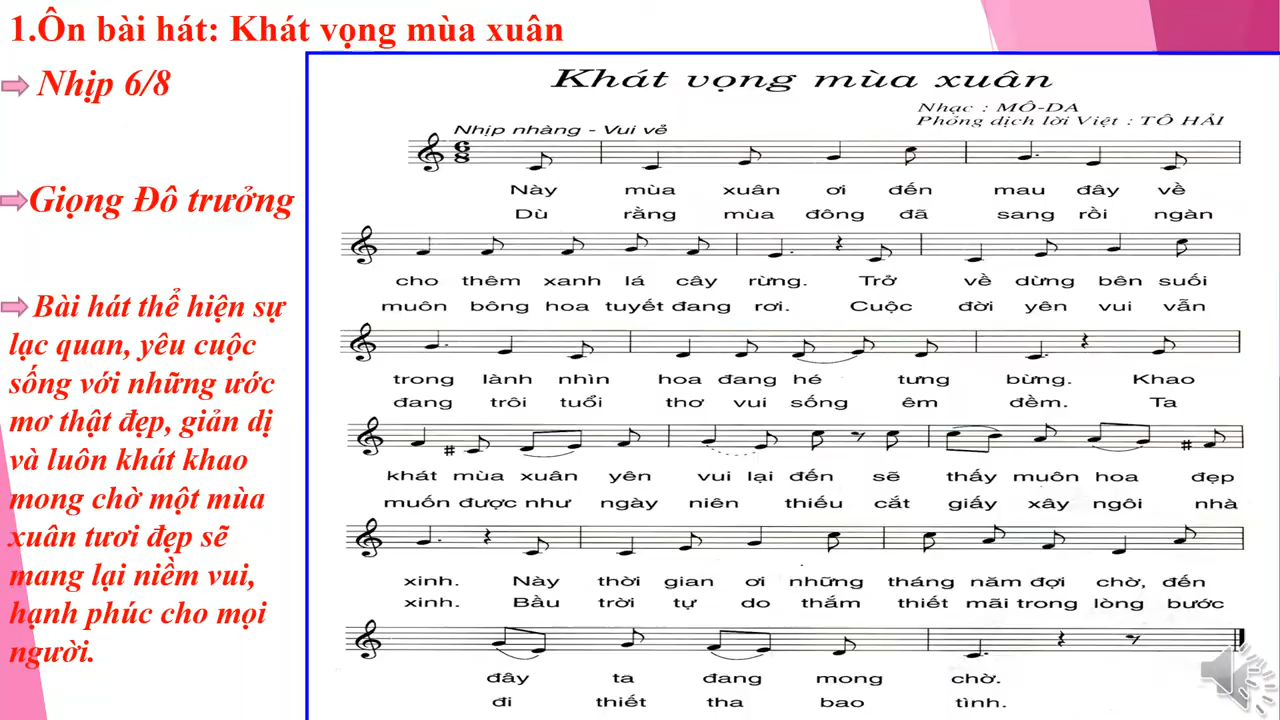 1.Ôn bài hát: Khát vọng mùa xuân
Nhịp 6/8
Giọng Đô trưởng
Bài hát thể hiện sự
lạc quan, yêu cuộc
sống với những ước
mơ thật đẹp, giản dị
và luôn khát khao
mong chờ một mùa
xuân tươi đẹp sẽ
mang lại niềm vui,
hạnh phúc cho mọi
người.
Khát vọng mùa xuân
Nhạc : MÔ-DA
Phỏng dịch lời Việt : TÔ HẢI
Nhịp nhàng - Vui vẻ
6
8
Này mùa xuân ơi đến mau đây về
Dù rằng mùa đông đã sang rồi ngàn
cho thêm xanh lá cây rừng. Trở về dừng bên suối
muôn bông hoa tuyết đang rơi. Cuộc đời yên vui vẫn
trong lành nhìn hoa đang hé tưng bừng. Khao
đang trôi tuổi thơ vui sống êm đềm. Ta
khát mùa xuân yên vui lại đến sẽ thấy muôn hoa đẹp
muốn được như ngày niên thiếu cắt giấy xây ngôi nhà
xinh. Này thời gian ơi những tháng năm đợi chờ, đến
xinh. Bầu trời tự do thắm thiết mãi trong lòng bước
đây ta đang mong chờ.
đi thiết tha bao tình.